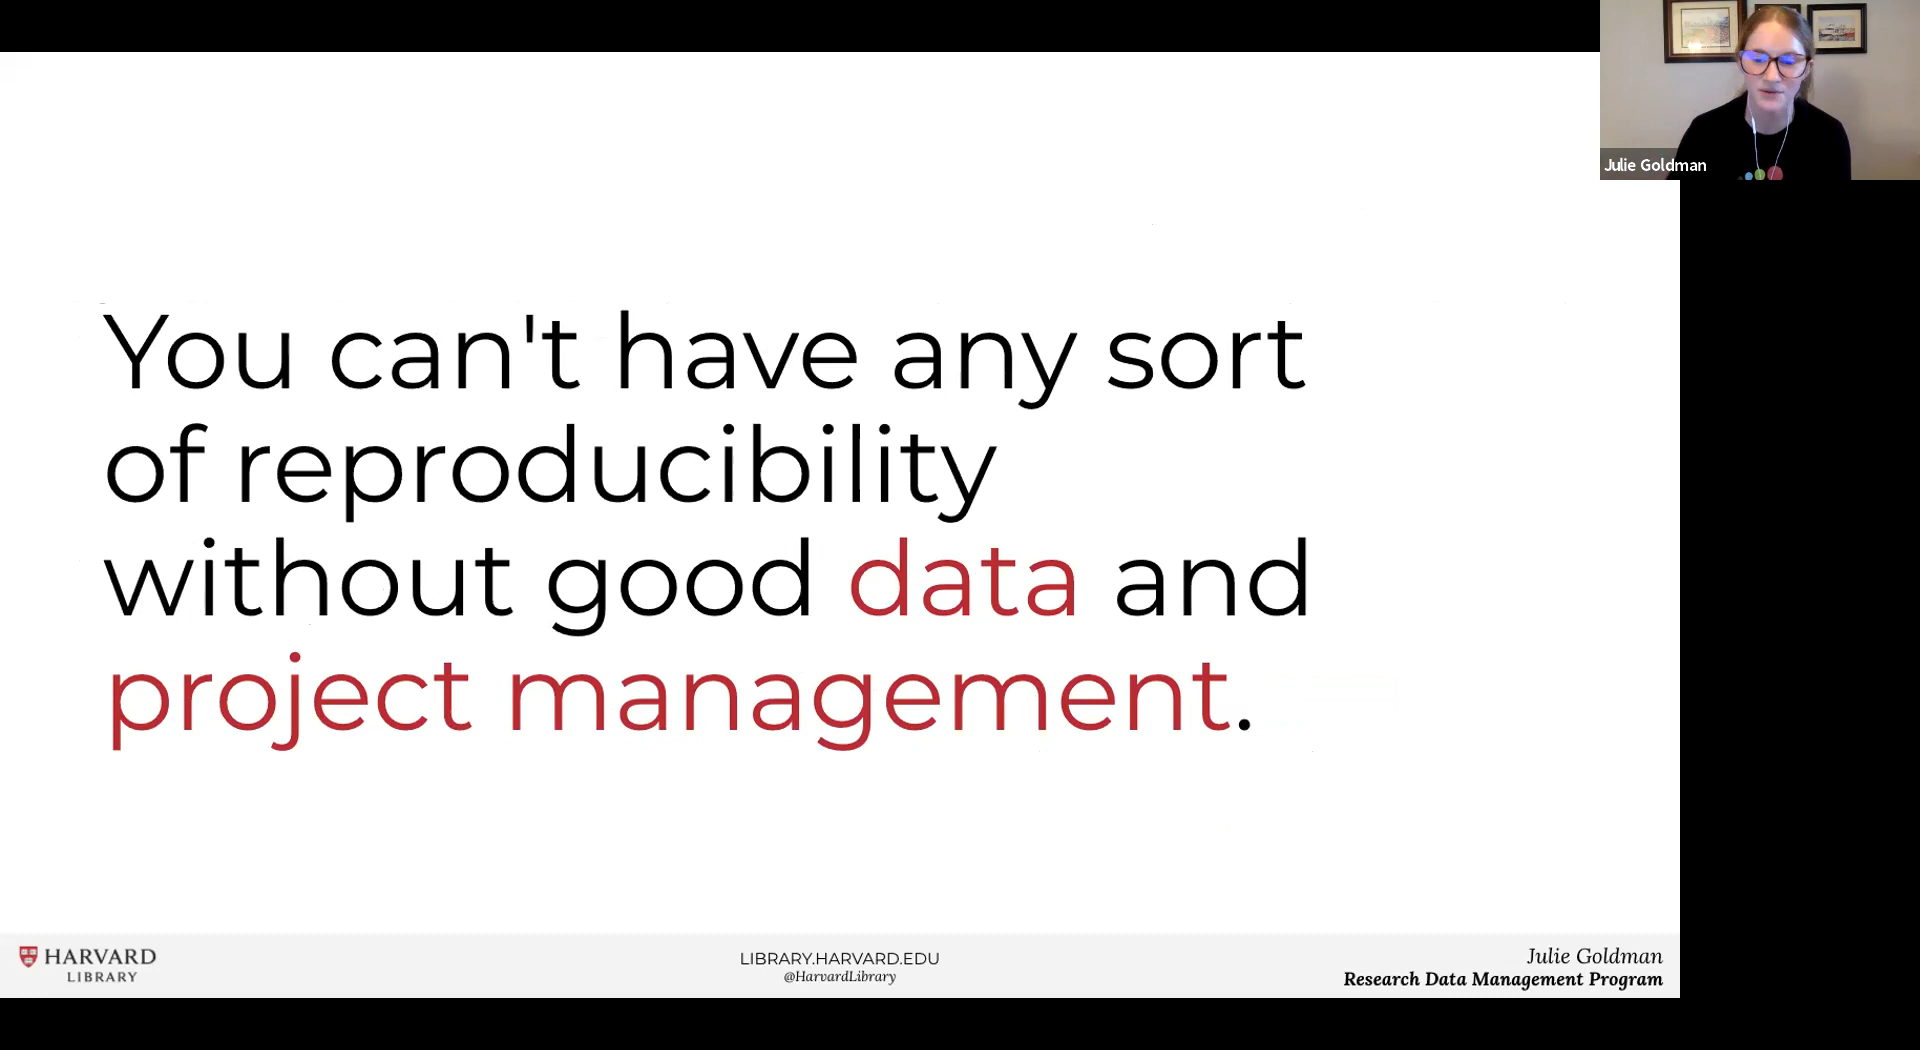 Julie Goldman
You can't have any sort
of reproducibility
without good data and
project management.
HARVARD
LIBRARY
LIBRARY.HARVARD.EDU
@HarvardLibrary
Julie Goldman
Research Data Management Program